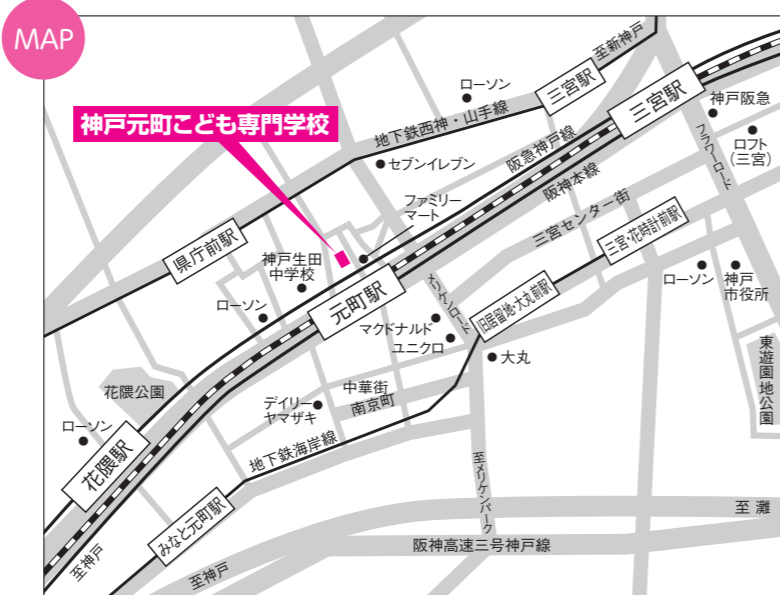 MAP
至新神戸
ローソン
三宮駅
三宮駅
神戸阪急
ロフト
(三宮)
フラワーロード
神戸元町こども専門学校
地下鉄西神・山手線
阪急神戸線
セブンイレブン
阪神本線
ファミリー
マート
三宮センター街
三宮・花時計前駅
県庁前駅
神戸生田
中学校
ローソン
元町駅
メリケンロード
旧居留地・大丸前駅
ローソン
神戸
市役所
マクドナルド
ユニクロ
大丸
東遊園地公園
花隈公園
中華街
南京町
デイリー
ヤマザキ
ローソン
花隈駅
地下鉄海岸線
至メリケンパーク
みなと元町駅
至灘
阪神高速三号神戸線
至神戸
至神戸